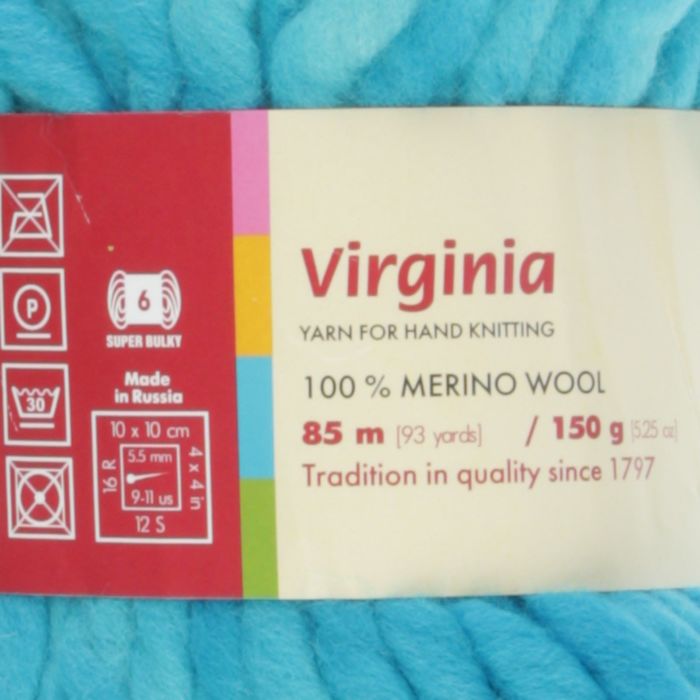 P
30
6
SUPER BULKY
Made
in Russia
10 x 10 cm
16 R
5.5 mm
9-11 us
4 x 4 in
12 S
Virginia
YARN FOR HAND KNITTING
100 % MERINO WOOL
85 m [93 yards] / 150 g [5.25 oz]
Tradition in quality since 1797